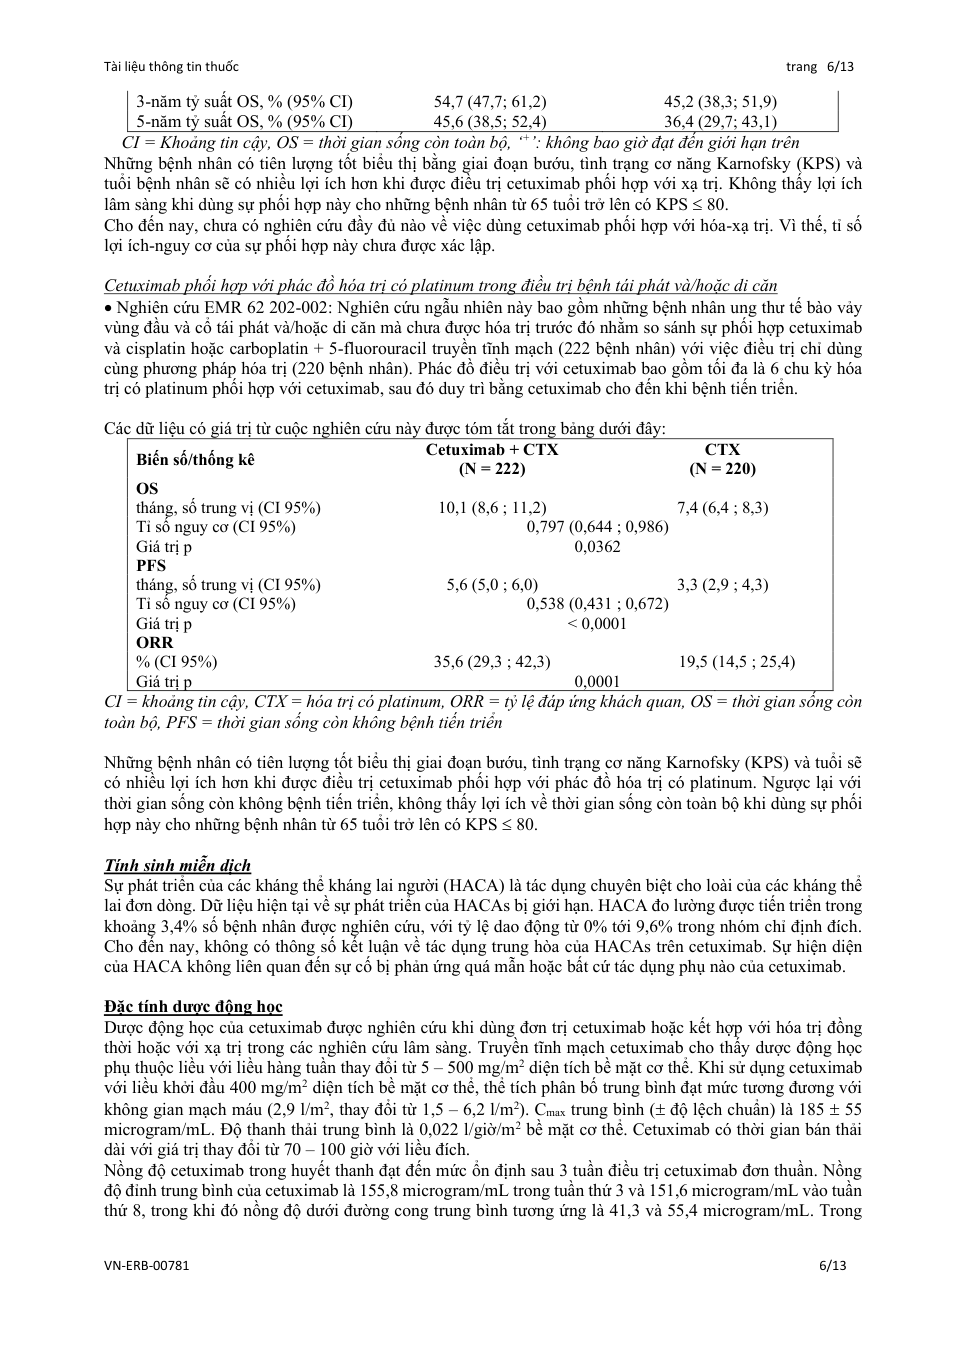 Tài liệu thông tin thuốc trang 6/13
3-năm tỷ suất OS, % (95% CI) 54,7 (47,7; 61,2) 45,2 (38,3; 51,9)
5-năm tỷ suất OS, % (95% CI) 45,6 (38,5; 52,4) 36,4 (29,7; 43,1)
CI = Khoảng tin cậy, OS = thời gian sống còn toàn bộ, ‘⁺’: không bao giờ đạt đến giới hạn trên
Những bệnh nhân có tiên lượng tốt biểu thị bằng giai đoạn bướu, tình trạng cơ năng Karnofsky (KPS) và
tuổi bệnh nhân sẽ có nhiều lợi ích hơn khi được điều trị cetuximab phối hợp với xạ trị. Không thấy lợi ích
lâm sàng khi dùng sự phối hợp này cho những bệnh nhân từ 65 tuổi trở lên có KPS ≤ 80.
Cho đến nay, chưa có nghiên cứu đầy đủ nào về việc dùng cetuximab phối hợp với hóa-xạ trị. Vì thế, tỉ số
lợi ích-nguy cơ của sự phối hợp này chưa được xác lập.
Cetuximab phối hợp với phác đồ hóa trị có platinum trong điều trị bệnh tái phát và/hoặc di căn
• Nghiên cứu EMR 62 202-002: Nghiên cứu ngẫu nhiên này bao gồm những bệnh nhân ung thư tế bào vảy
vùng đầu và cổ tái phát và/hoặc di căn mà chưa được hóa trị trước đó nhằm so sánh sự phối hợp cetuximab
và cisplatin hoặc carboplatin + 5-fluorouracil truyền tĩnh mạch (222 bệnh nhân) với việc điều trị chỉ dùng
cùng phương pháp hóa trị (220 bệnh nhân). Phác đồ điều trị với cetuximab bao gồm tối đa là 6 chu kỳ hóa
trị có platinum phối hợp với cetuximab, sau đó duy trì bằng cetuximab cho đến khi bệnh tiến triển.
Các dữ liệu có giá trị từ cuộc nghiên cứu này được tóm tắt trong bảng dưới đây:
Biến số/thống kê Cetuximab + CTX CTX
(N = 222) (N = 220)
OS
tháng, số trung vị (CI 95%) 10,1 (8,6 ; 11,2) 7,4 (6,4 ; 8,3)
Tỉ số nguy cơ (CI 95%) 0,797 (0,644 ; 0,986)
Giá trị p 0,0362
PFS
tháng, số trung vị (CI 95%) 5,6 (5,0 ; 6,0) 3,3 (2,9 ; 4,3)
Tỉ số nguy cơ (CI 95%) 0,538 (0,431 ; 0,672)
Giá trị p < 0,0001
ORR
% (CI 95%) 35,6 (29,3 ; 42,3) 19,5 (14,5 ; 25,4)
Giá trị p 0,0001
CI = khoảng tin cậy, CTX = hóa trị có platinum, ORR = tỷ lệ đáp ứng khách quan, OS = thời gian sống còn
toàn bộ, PFS = thời gian sống còn không bệnh tiến triển
Những bệnh nhân có tiên lượng tốt biểu thị giai đoạn bướu, tình trạng cơ năng Karnofsky (KPS) và tuổi sẽ
có nhiều lợi ích hơn khi được điều trị cetuximab phối hợp với phác đồ hóa trị có platinum. Ngược lại với
thời gian sống còn không bệnh tiến triển, không thấy lợi ích về thời gian sống còn toàn bộ khi dùng sự phối
hợp này cho những bệnh nhân từ 65 tuổi trở lên có KPS ≤ 80.
Tính sinh miễn dịch
Sự phát triển của các kháng thể kháng lai người (HACA) là tác dụng chuyên biệt cho loài của các kháng thể
lai đơn dòng. Dữ liệu hiện tại về sự phát triển của HACAs bị giới hạn. HACA đo lường được tiến triển trong
khoảng 3,4% số bệnh nhân được nghiên cứu, với tỷ lệ dao động từ 0% tới 9,6% trong nhóm chỉ định đích.
Cho đến nay, không có thông số kết luận về tác dụng trung hòa của HACAs trên cetuximab. Sự hiện diện
của HACA không liên quan đến sự cố bị phản ứng quá mẫn hoặc bất cứ tác dụng phụ nào của cetuximab.
Đặc tính dược động học
Dược động học của cetuximab được nghiên cứu khi dùng đơn trị cetuximab hoặc kết hợp với hóa trị đồng
thời hoặc với xạ trị trong các nghiên cứu lâm sàng. Truyền tĩnh mạch cetuximab cho thấy dược động học
phụ thuộc liều với liều hàng tuần thay đổi từ 5 – 500 mg/m² diện tích bề mặt cơ thể. Khi sử dụng cetuximab
với liều khởi đầu 400 mg/m² diện tích bề mặt cơ thể, thể tích phân bố trung bình đạt mức tương đương với
không gian mạch máu (2,9 l/m², thay đổi từ 1,5 – 6,2 l/m²). Cmax trung bình (± độ lệch chuẩn) là 185 ± 55
microgram/mL. Độ thanh thải trung bình là 0,022 l/giờ/m² bề mặt cơ thể. Cetuximab có thời gian bán thải
dài với giá trị thay đổi từ 70 – 100 giờ với liều đích.
Nồng độ cetuximab trong huyết thanh đạt đến mức ổn định sau 3 tuần điều trị cetuximab đơn thuần. Nồng
độ đỉnh trung bình của cetuximab là 155,8 microgram/mL trong tuần thứ 3 và 151,6 microgram/mL vào tuần
thứ 8, trong khi đó nồng độ dưới đường cong trung bình tương ứng là 41,3 và 55,4 microgram/mL. Trong
VN-ERB-00781 6/13